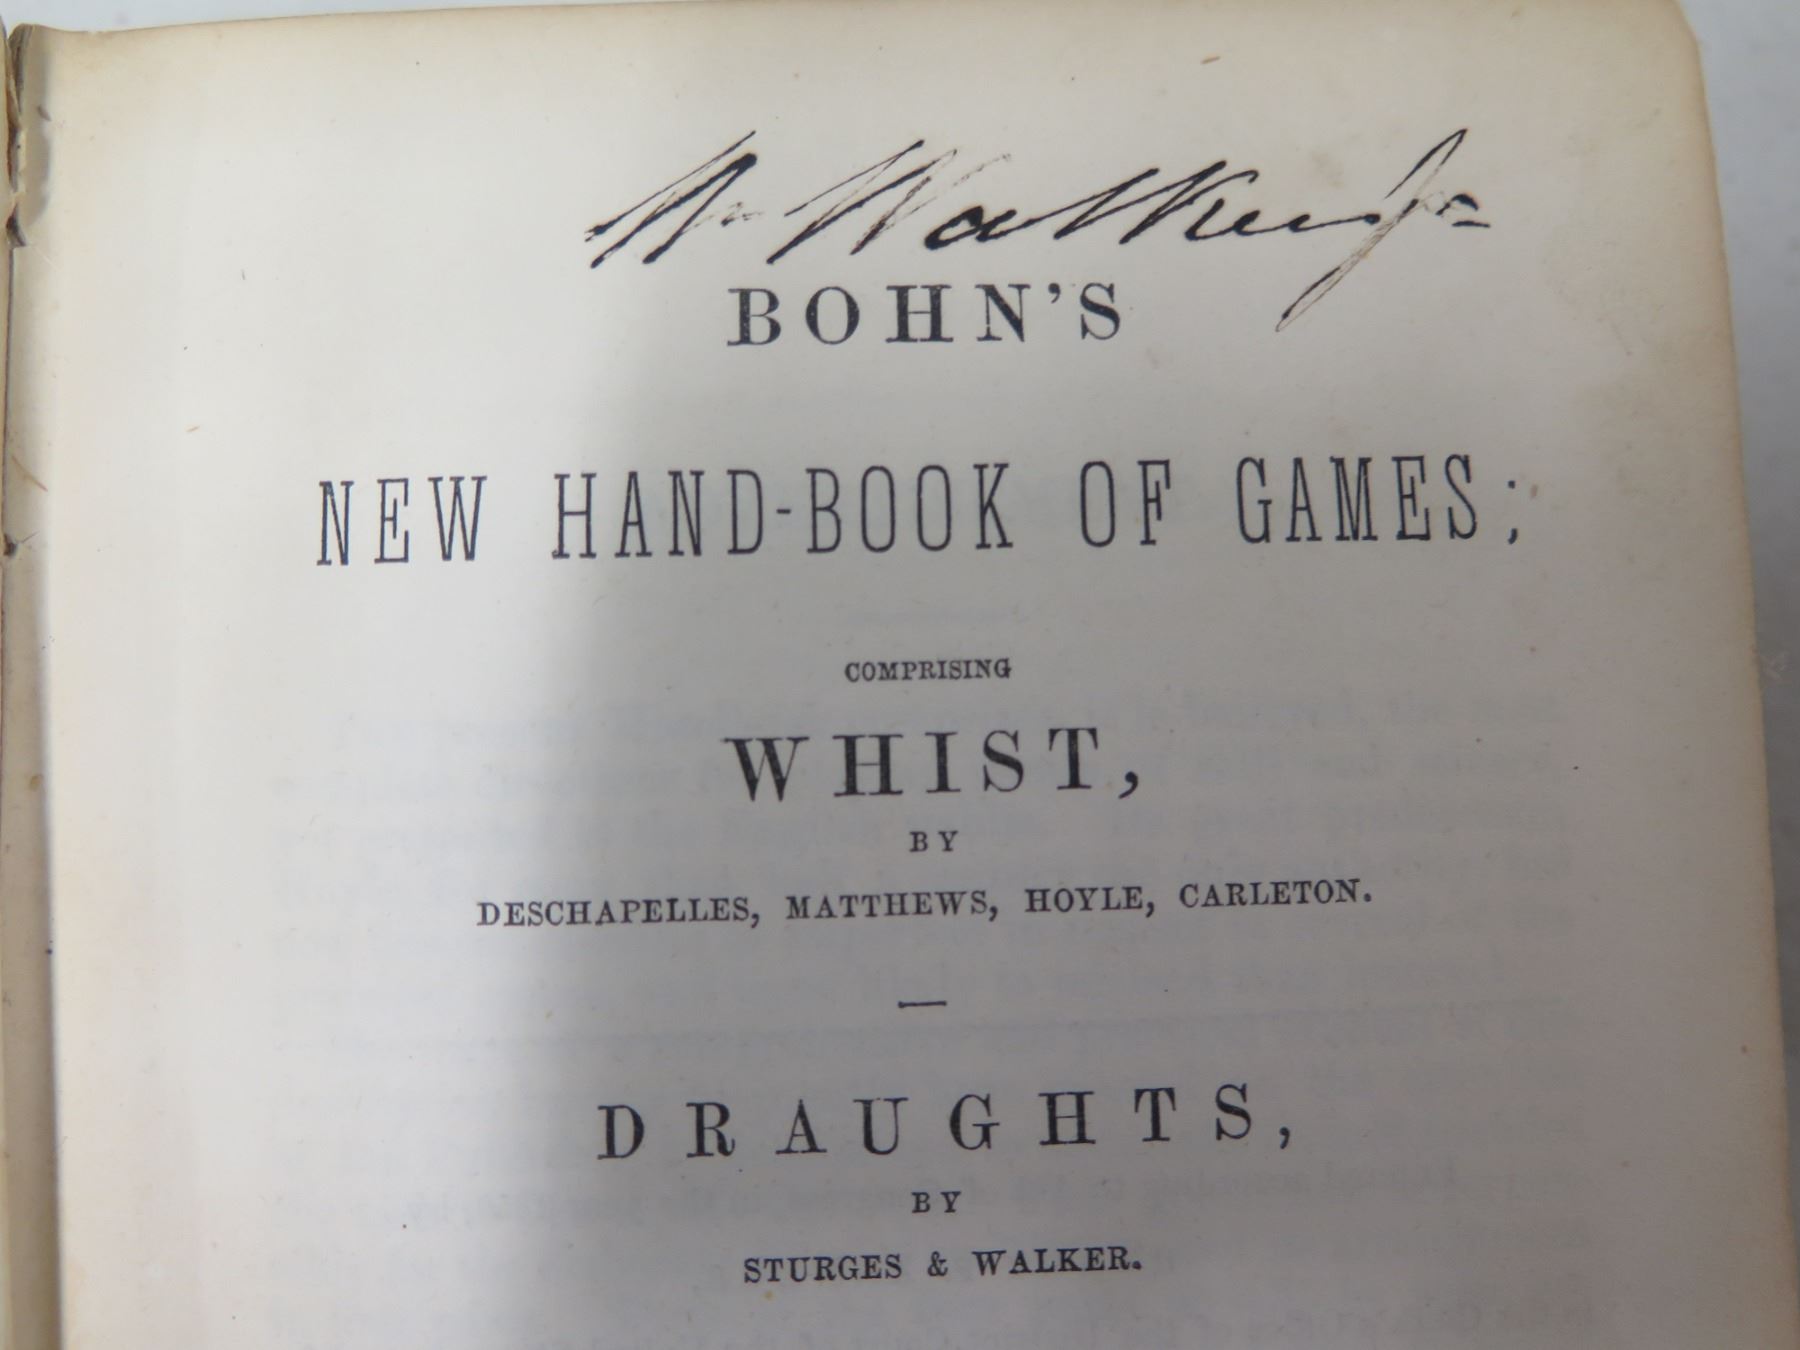 Wm Walker Jr
BOHN'S
NEW HAND-BOOK OF GAMES;
COMPRISING
WHIST,
BY
DESCHAPELLES, MATTHEWS, HOYLE, CARLETON.
—
DRAUGHTS,
BY
STURGES & WALKER.